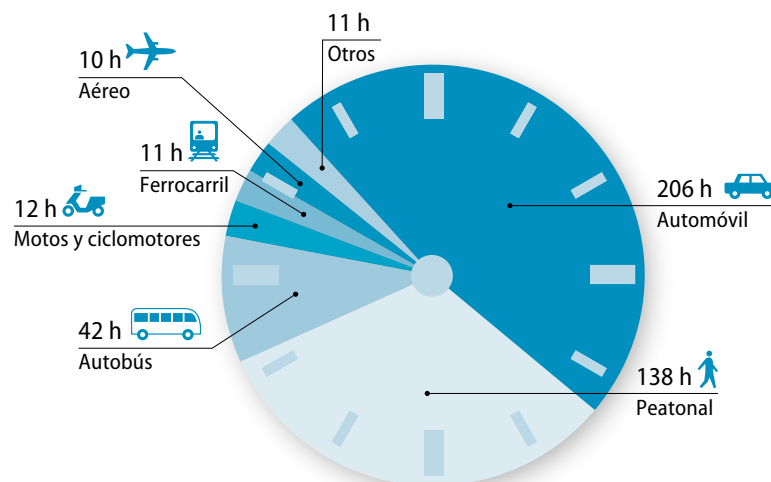 11 h
Otros
10 h
Aéreo
11 h
Ferrocarril
12 h
Motos y ciclomotores
206 h
Automóvil
42 h
Autobús
138 h
Peatonal